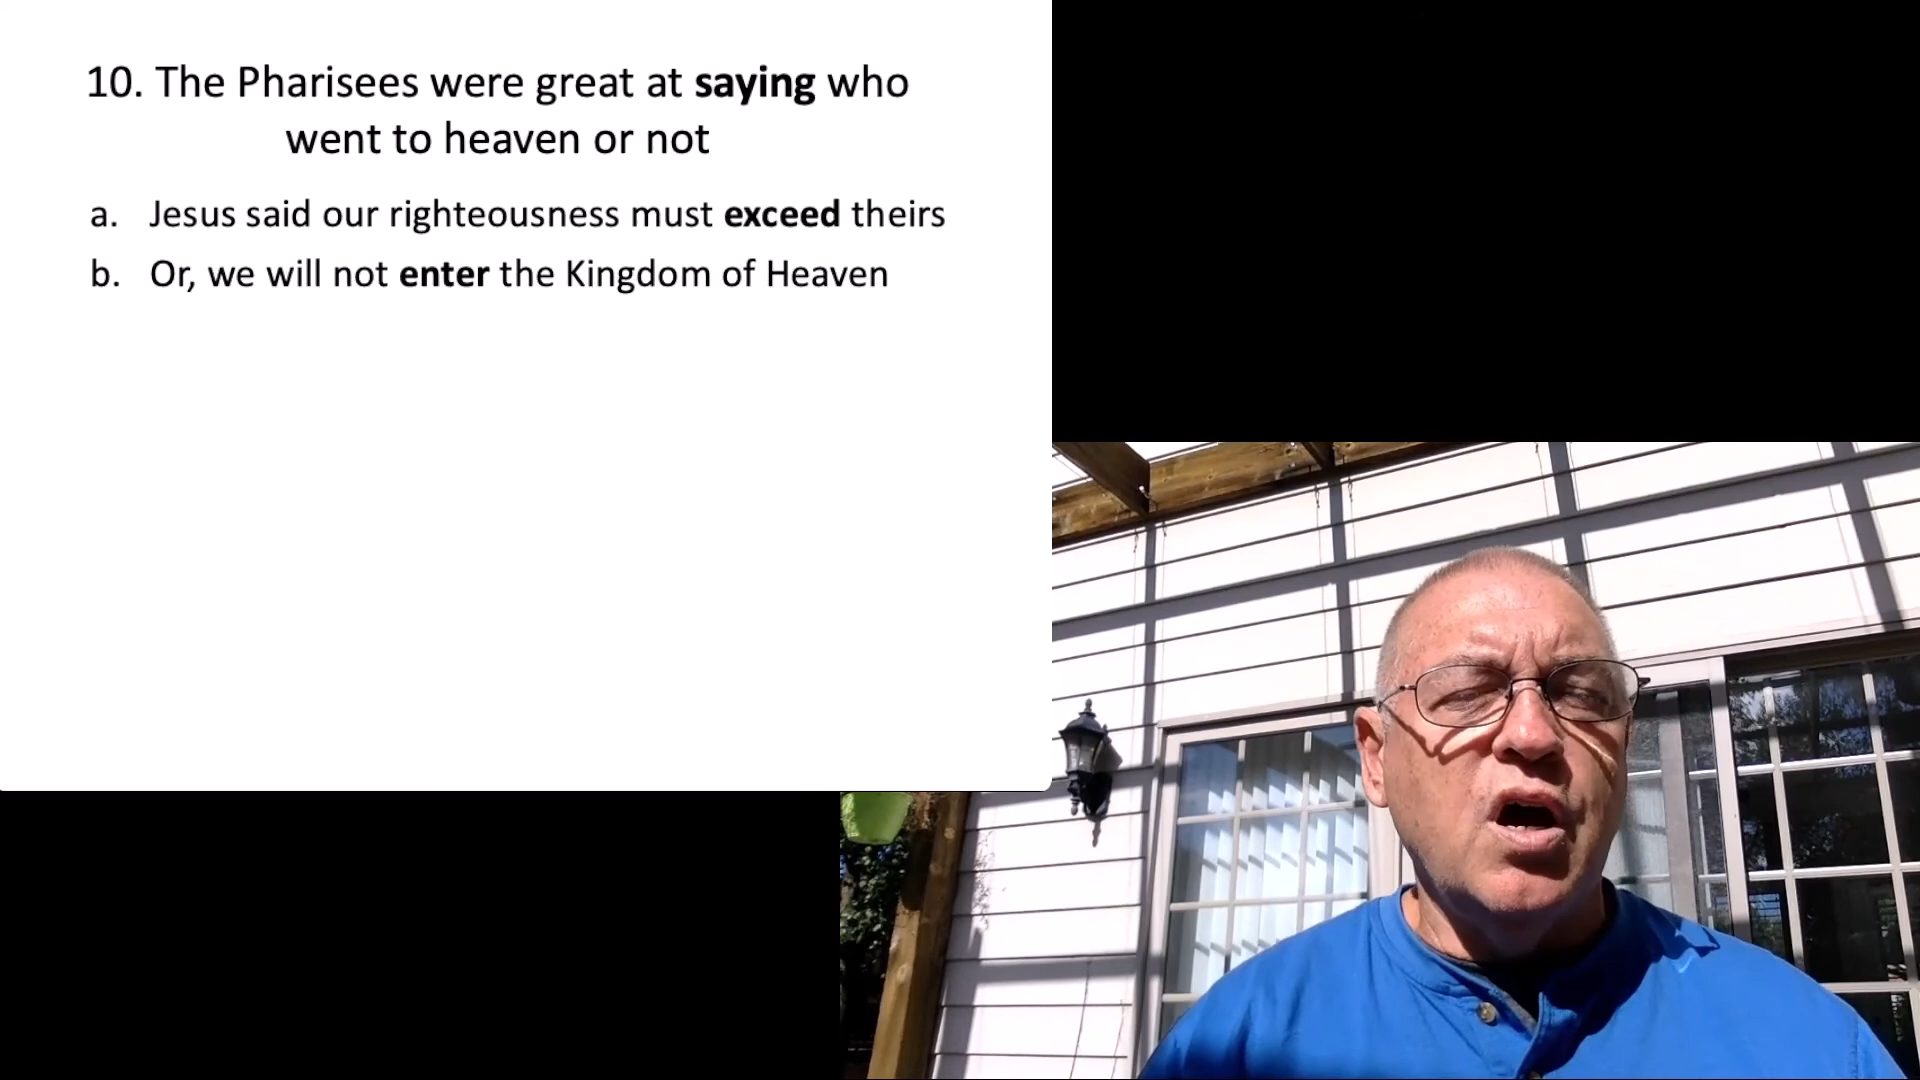 10. The Pharisees were great at saying who
went to heaven or not
a. Jesus said our righteousness must exceed theirs
b. Or, we will not enter the Kingdom of Heaven